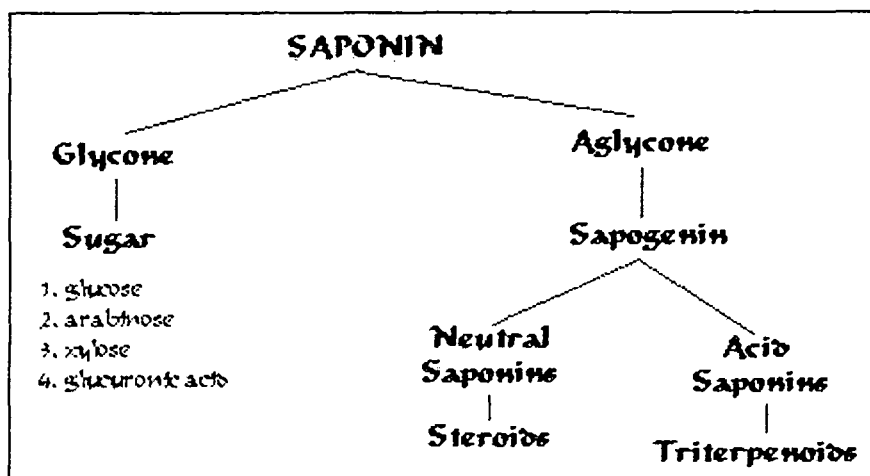 SAPONIN
Glycone
Aglycone
Sugar
Sapogenin
1. glucose
2. arabinose
3. xylose
4. glucuronic acid
Neutral
Saponins
Steroids
Acid
Saponins
Triterpenoids